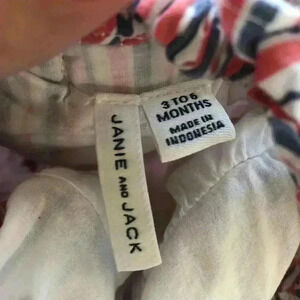 JANIE AND JACK
3 TO 6
MONTHS
MADE IN
INDONESIA